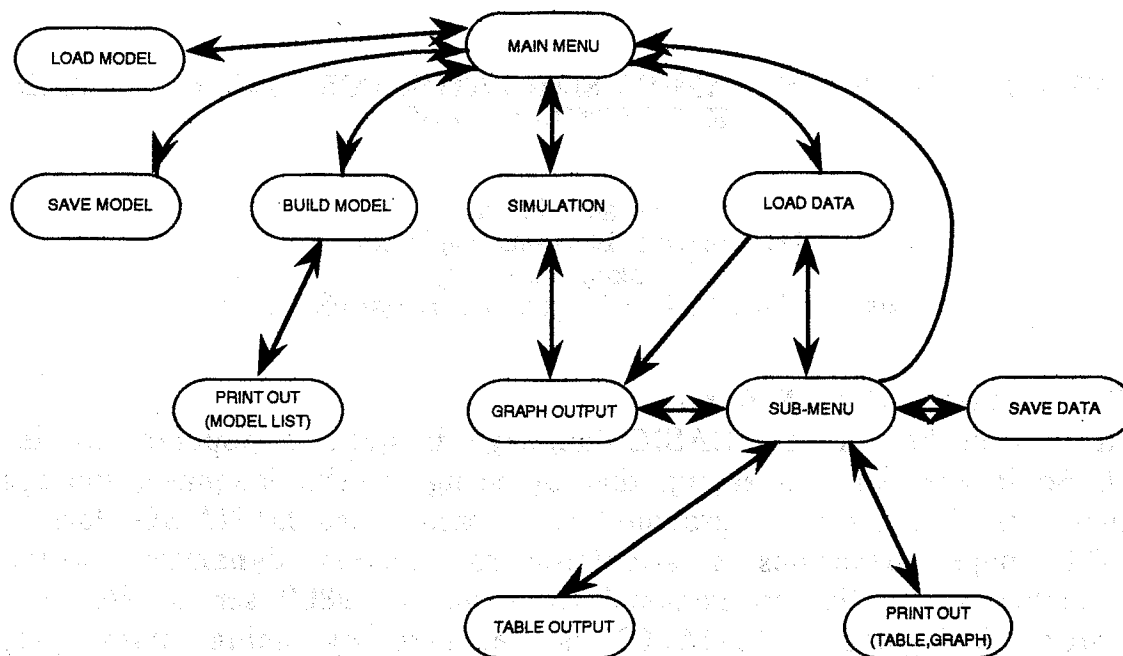 MAIN MENU
LOAD MODEL
SAVE MODEL
BUILD MODEL
SIMULATION
LOAD DATA
PRINT OUT
(MODEL LIST)
GRAPH OUTPUT
SUB-MENU
SAVE DATA
TABLE OUTPUT
PRINT OUT
(TABLE,GRAPH)